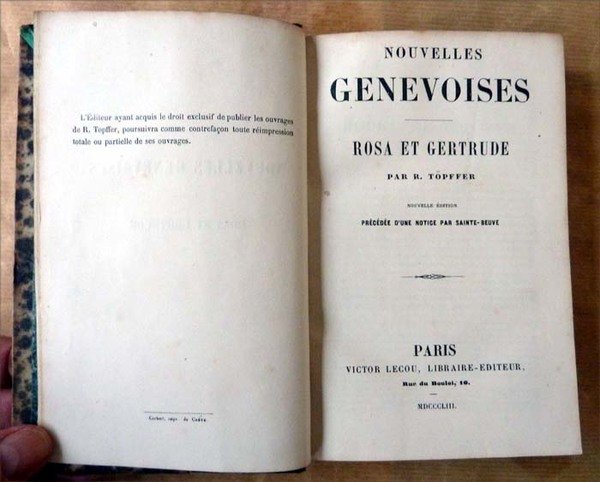 L'Éditeur ayant acquis le droit exclusif de publier les ouvrages
de R. Topffer, poursuivra comme contrefaçon toute réimpression
totale ou partielle de ses ouvrages.
NOUVELLES
GENEVOISES
ROSA ET GERTRUDE
PAR R. TÖPFFER
NOUVELLE ÉDITION
PRÉCÉDÉE D'UNE NOTICE PAR SAINTE-BEUVE
PARIS
VICTOR LECOU, LIBRAIRE-EDITEUR,
Rue du Bouloi, 10.
MDCCCLIII.